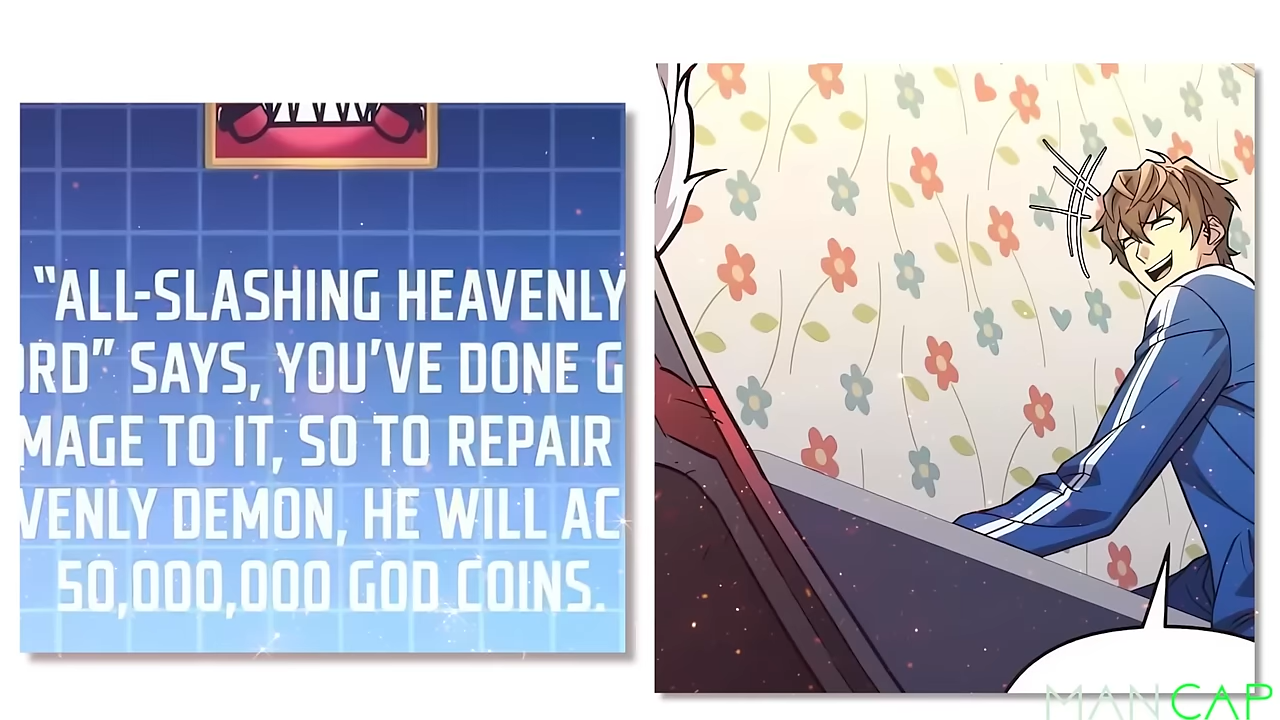 “ALL-SLASHING HEAVENLY
ORD” SAYS, YOU’VE DONE G
MAGE TO IT, SO TO REPAIR
VENLY DEMON, HE WILL AC
50,000,000 GOD COINS.
MANCAP